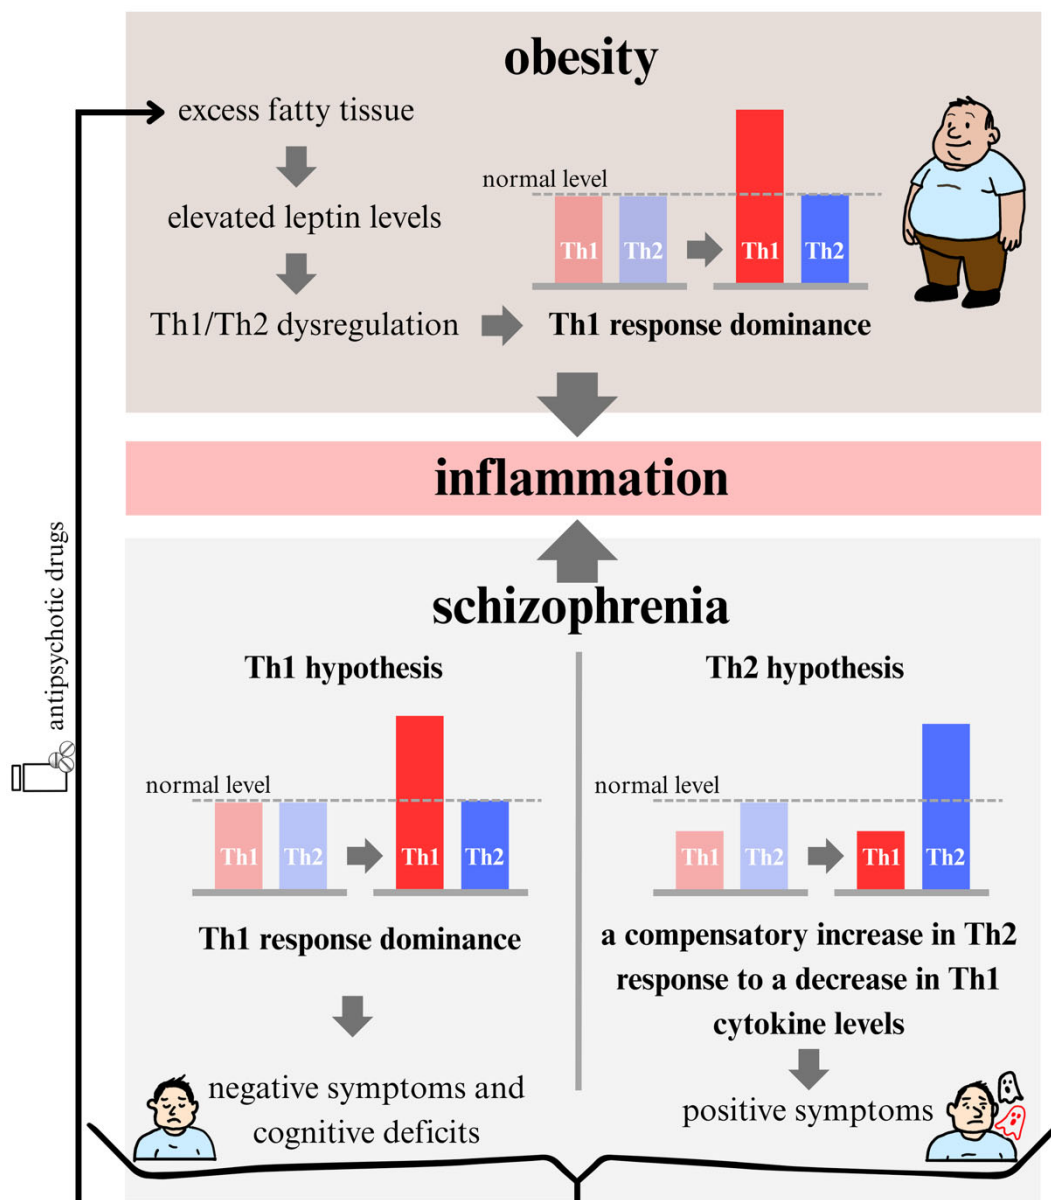 obesity
excess fatty tissue
elevated leptin levels
Th1/Th2 dysregulation
normal level
Th1
Th2
Th1
Th2
Th1 response dominance
inflammation
antipsychotic drugs
schizophrenia
Th1 hypothesis
normal level
Th1
Th2
Th1
Th2
Th1 response dominance
negative symptoms and
cognitive deficits
Th2 hypothesis
normal level
Th1
Th2
Th1
Th2
a compensatory increase in Th2
response to a decrease in Th1
cytokine levels
positive symptoms